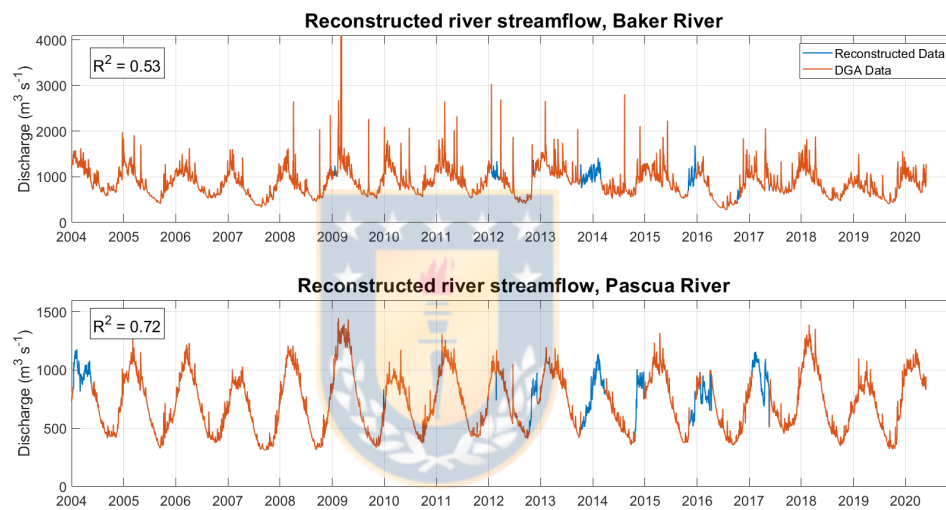 Reconstructed river streamflow, Baker River
Discharge (m³ s⁻¹)
4000
3000
2000
1000
0
R² = 0.53
Reconstructed Data
DGA Data
2004 2005 2006 2007 2008 2009 2010 2011 2012 2013 2014 2015 2016 2017 2018 2019 2020
Reconstructed river streamflow, Pascua River
Discharge (m³ s⁻¹)
1500
1000
500
0
R² = 0.72
2004 2005 2006 2007 2008 2009 2010 2011 2012 2013 2014 2015 2016 2017 2018 2019 2020